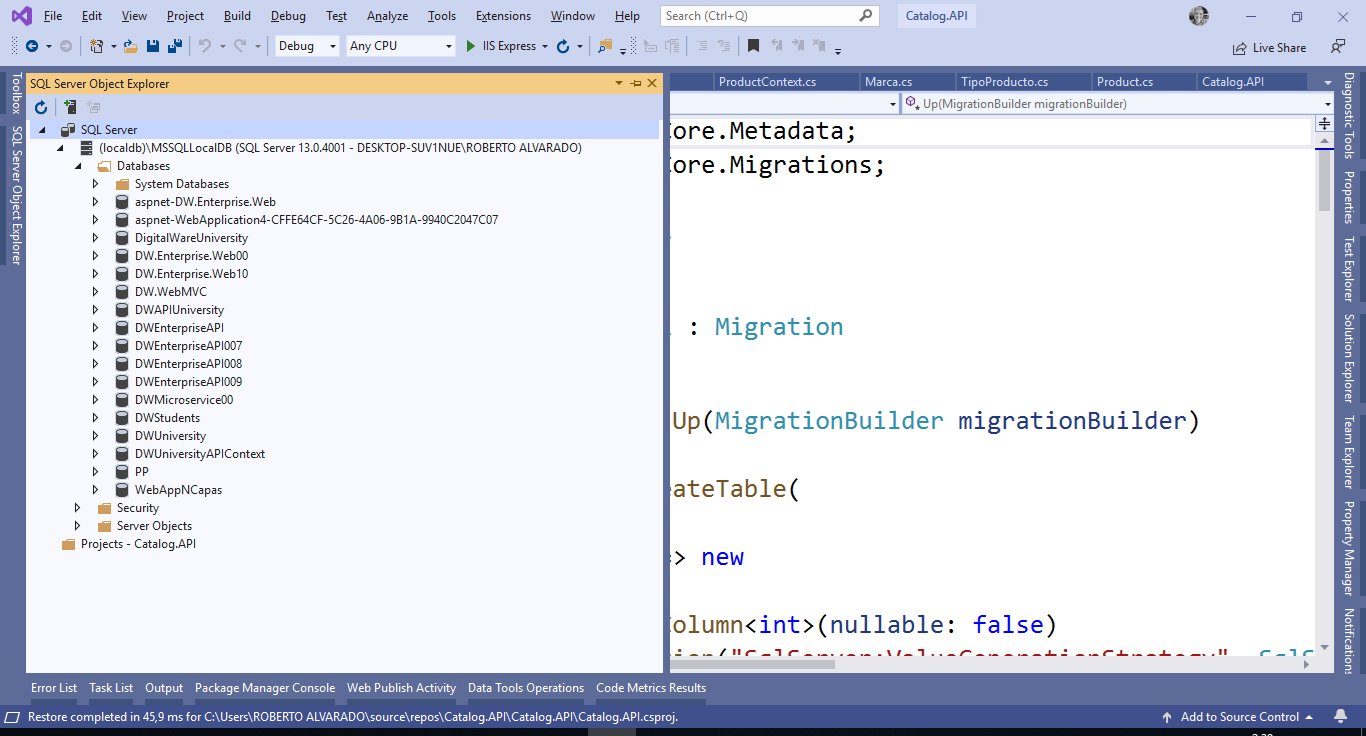 File Edit View Project Build Debug Test Analyze Tools Extensions Window Help Search (Ctrl+Q) Catalog.API
Debug Any CPU IIS Express Live Share
SQL Server Object Explorer
ProductContext.cs Marca.cs TipoProducto.cs Product.cs Catalog.API
Up(MigrationBuilder migrationBuilder)
Toolbox
SQL Server Object Explorer
SQL Server
(localdb)\MSSQLLocalDB (SQL Server 13.0.4001 - DESKTOP-SUV1NUE\ROBERTO ALVARADO)
Databases
System Databases
aspnet-DW.Enterprise.Web
aspnet-WebApplication4-CFFE64CF-5C26-4A06-9B1A-9940C2047C07
DigitalWareUniversity
DW.Enterprise.Web00
DW.Enterprise.Web10
DW.WebMVC
DWAPIUniversity
DWEnterpriseAPI
DWEnterpriseAPI007
DWEnterpriseAPI008
DWEnterpriseAPI009
DWMicroservice00
DWStudents
DWUniversity
DWUniversityAPIContext
PP
WebAppNCapas
Security
Server Objects
Projects - Catalog.API
ore.Metadata;
ore.Migrations;
: Migration
Up(MigrationBuilder migrationBuilder)
eateTable(
=> new
olumn<int>(nullable: false)
Diagnostic Tools
Properties
Test Explorer
Solution Explorer
Team Explorer
Property Manager
Notifications
Error List Task List Output Package Manager Console Web Publish Activity Data Tools Operations Code Metrics Results
Restore completed in 45,9 ms for C:\Users\ROBERTO ALVARADO\source\repos\Catalog.API\Catalog.API\Catalog.API.csproj. Add to Source Control